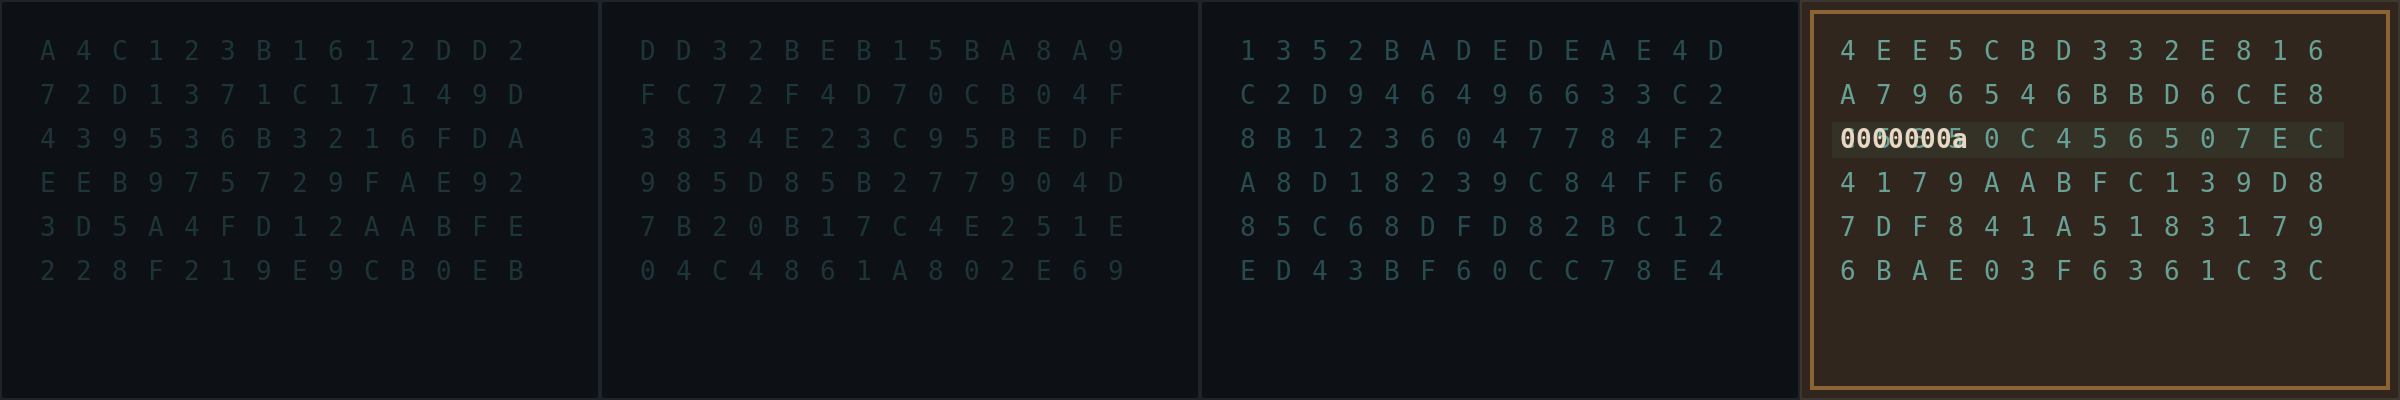 A 4 C 1 2 3 B 1 6 1 2 D D 2
7 2 D 1 3 7 1 C 1 7 1 4 9 D
4 3 9 5 3 6 B 3 2 1 6 F D A
E E B 9 7 5 7 2 9 F A E 9 2
3 D 5 A 4 F D 1 2 A A B F E
2 2 8 F 2 1 9 E 9 C B 0 E B
D D 3 2 B E B 1 5 B A 8 A 9
F C 7 2 F 4 D 7 0 C B 0 4 F
3 8 3 4 E 2 3 C 9 5 B E D F
9 8 5 D 8 5 B 2 7 7 9 0 4 D
7 B 2 0 B 1 7 C 4 E 2 5 1 E
0 4 C 4 8 6 1 A 8 0 2 E 6 9
1 3 5 2 B A D E D E A E 4 D
C 2 D 9 4 6 4 9 6 6 3 3 C 2
8 B 1 2 3 6 0 4 7 7 8 4 F 2
A 8 D 1 8 2 3 9 C 8 4 F F 6
8 5 C 6 8 D F D 8 2 B C 1 2
E D 4 3 B F 6 0 C C 7 8 E 4
4 E E 5 C B D 3 3 2 E 8 1 6
A 7 9 6 5 4 6 B B D 6 C E 8
0000000a 0 C 4 5 6 5 0 7 E C
4 1 7 9 A A B F C 1 3 9 D 8
7 D F 8 4 1 A 5 1 8 3 1 7 9
6 B A E 0 3 F 6 3 6 1 C 3 C